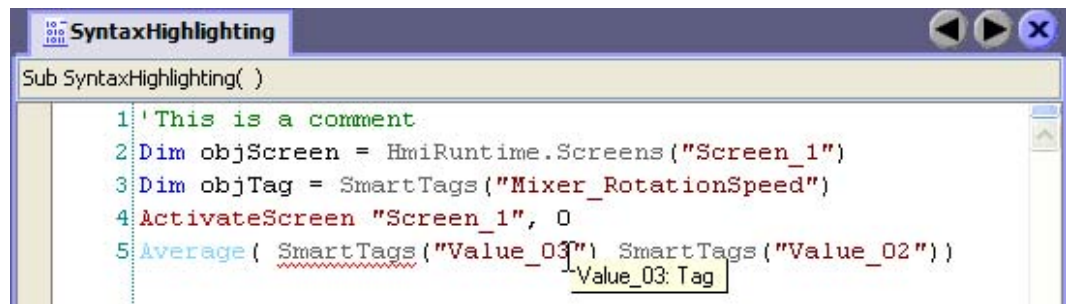 SyntaxHighlighting
Sub SyntaxHighlighting( )
1 'This is a comment
2 Dim objScreen = HmiRuntime.Screens("Screen_1")
3 Dim objTag = SmartTags("Mixer_RotationSpeed")
4 ActivateScreen "Screen_1", 0
5 Average( SmartTags("Value_03") SmartTags("Value_02"))
Value_03: Tag